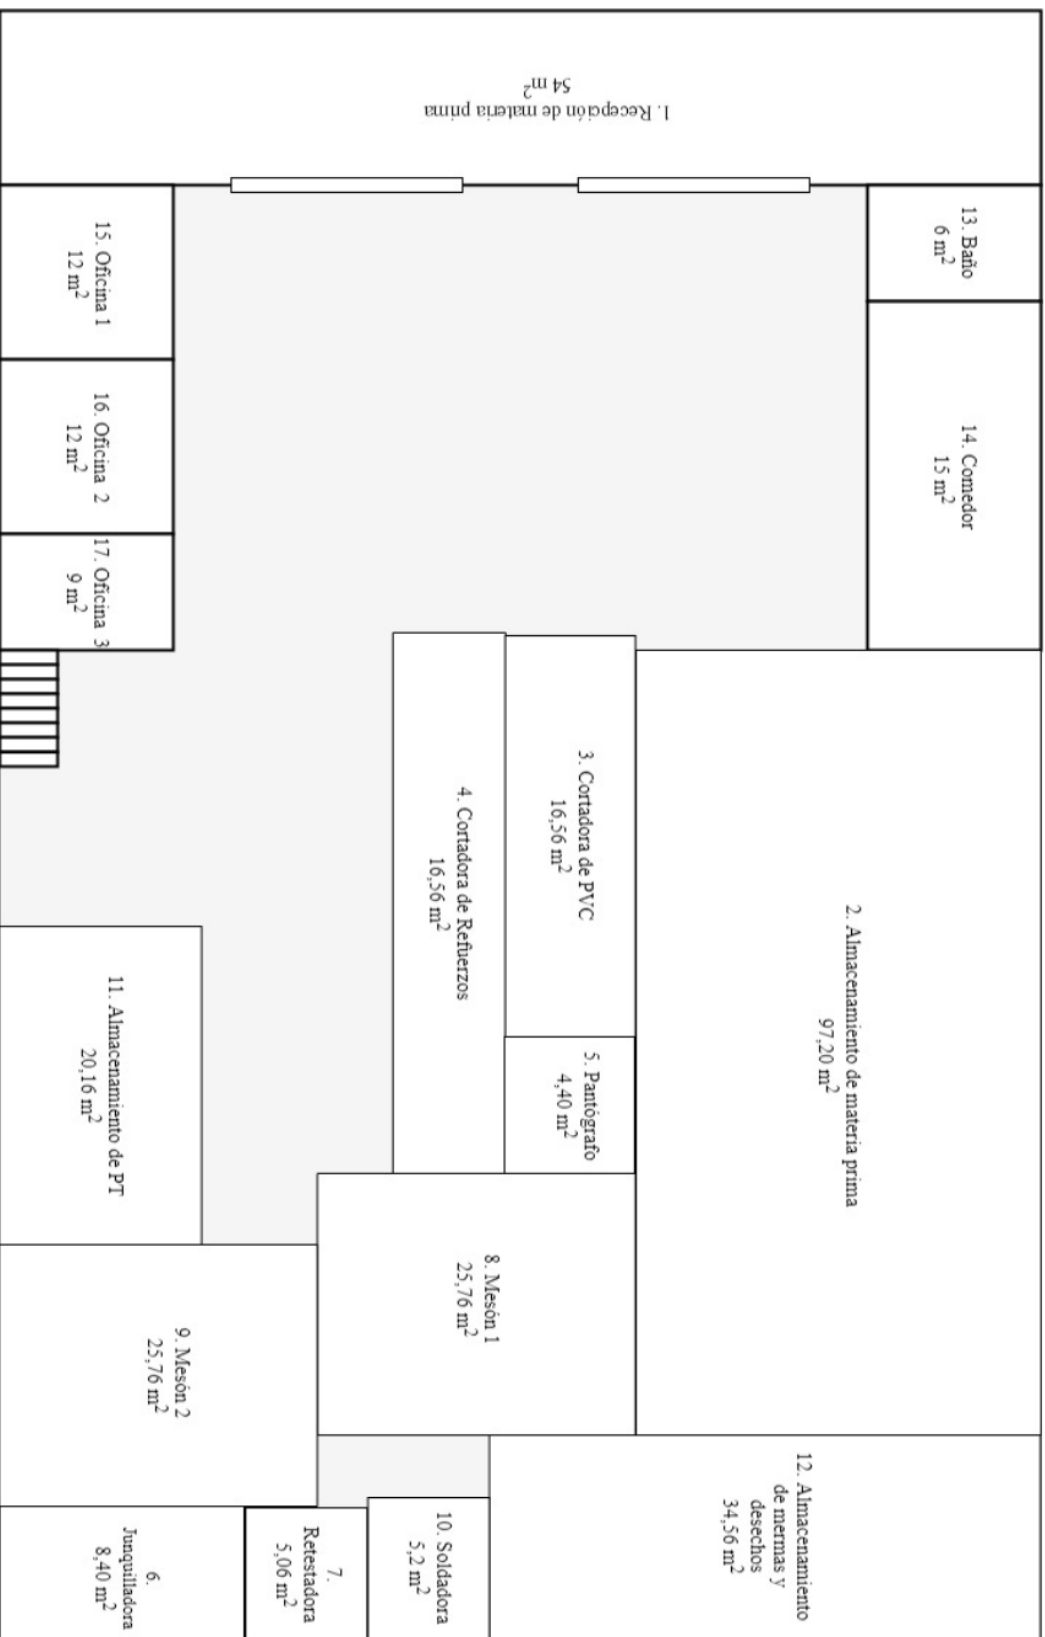 1. Recepción de materia prima
54 m²
13. Baño
6 m²
15. Oficina 1
12 m²
14. Comedor
15 m²
16. Oficina 2
12 m²
17. Oficina 3
9 m²
3. Cortadora de PVC
16,56 m²
4. Cortadora de Refuerzos
16,56 m²
2. Almacenamiento de materia prima
97,20 m²
5. Pantógrafo
4,40 m²
11. Almacenamiento de PT
20,16 m²
8. Mesón 1
25,76 m²
9. Mesón 2
25,76 m²
12. Almacenamiento
de mermas y
desechos
34,56 m²
10. Soldadora
5,2 m²
7.
Retestadora
5,06 m²
6.
Junquilladora
8,40 m²